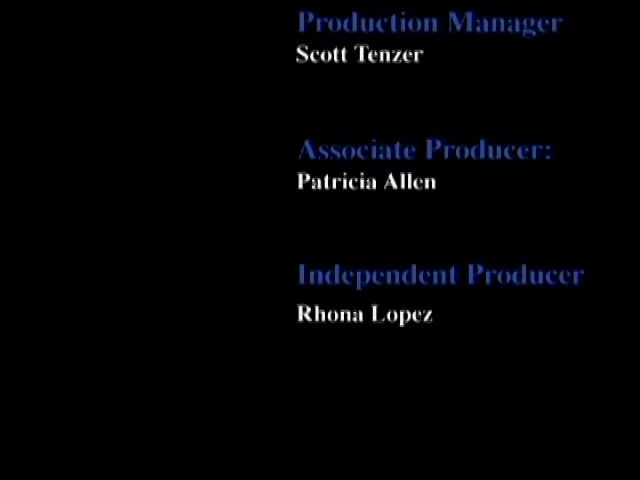 Production Manager
Scott Tenzer
Associate Producer:
Patricia Allen
Independent Producer
Rhona Lopez